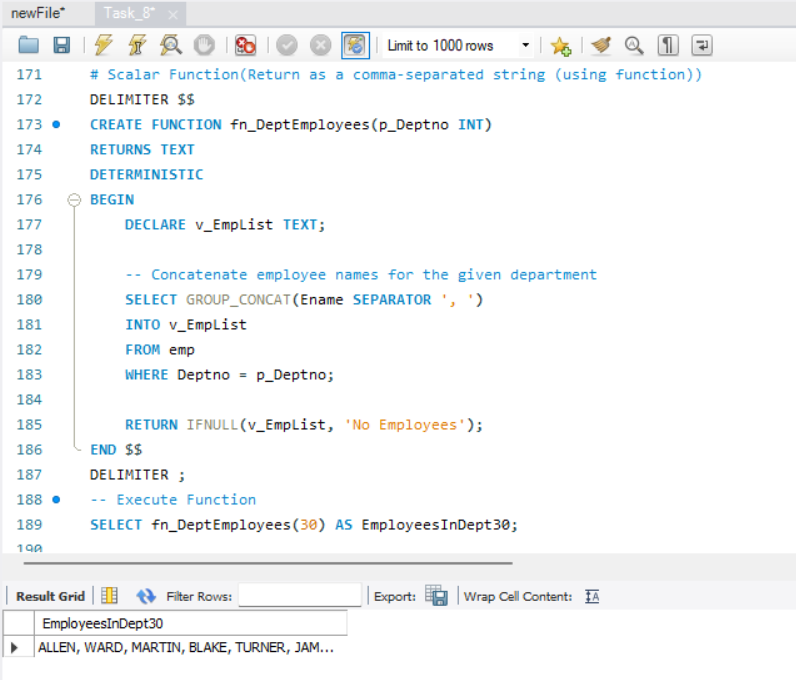 newFile*
Task_8*
Limit to 1000 rows
171 # Scalar Function(Return as a comma-separated string (using function))
172 DELIMITER $$
173 CREATE FUNCTION fn_DeptEmployees(p_Deptno INT)
174 RETURNS TEXT
175 DETERMINISTIC
176 BEGIN
177 DECLARE v_EmpList TEXT;
178
179 -- Concatenate employee names for the given department
180 SELECT GROUP_CONCAT(Ename SEPARATOR ', ')
181 INTO v_EmpList
182 FROM emp
183 WHERE Deptno = p_Deptno;
184
185 RETURN IFNULL(v_EmpList, 'No Employees');
186 END $$
187 DELIMITER ;
188 -- Execute Function
189 SELECT fn_DeptEmployees(30) AS EmployeesInDept30;
190
Result Grid Filter Rows: Export: Wrap Cell Content: IA
EmployeesInDept30
ALLEN, WARD, MARTIN, BLAKE, TURNER, JAM...